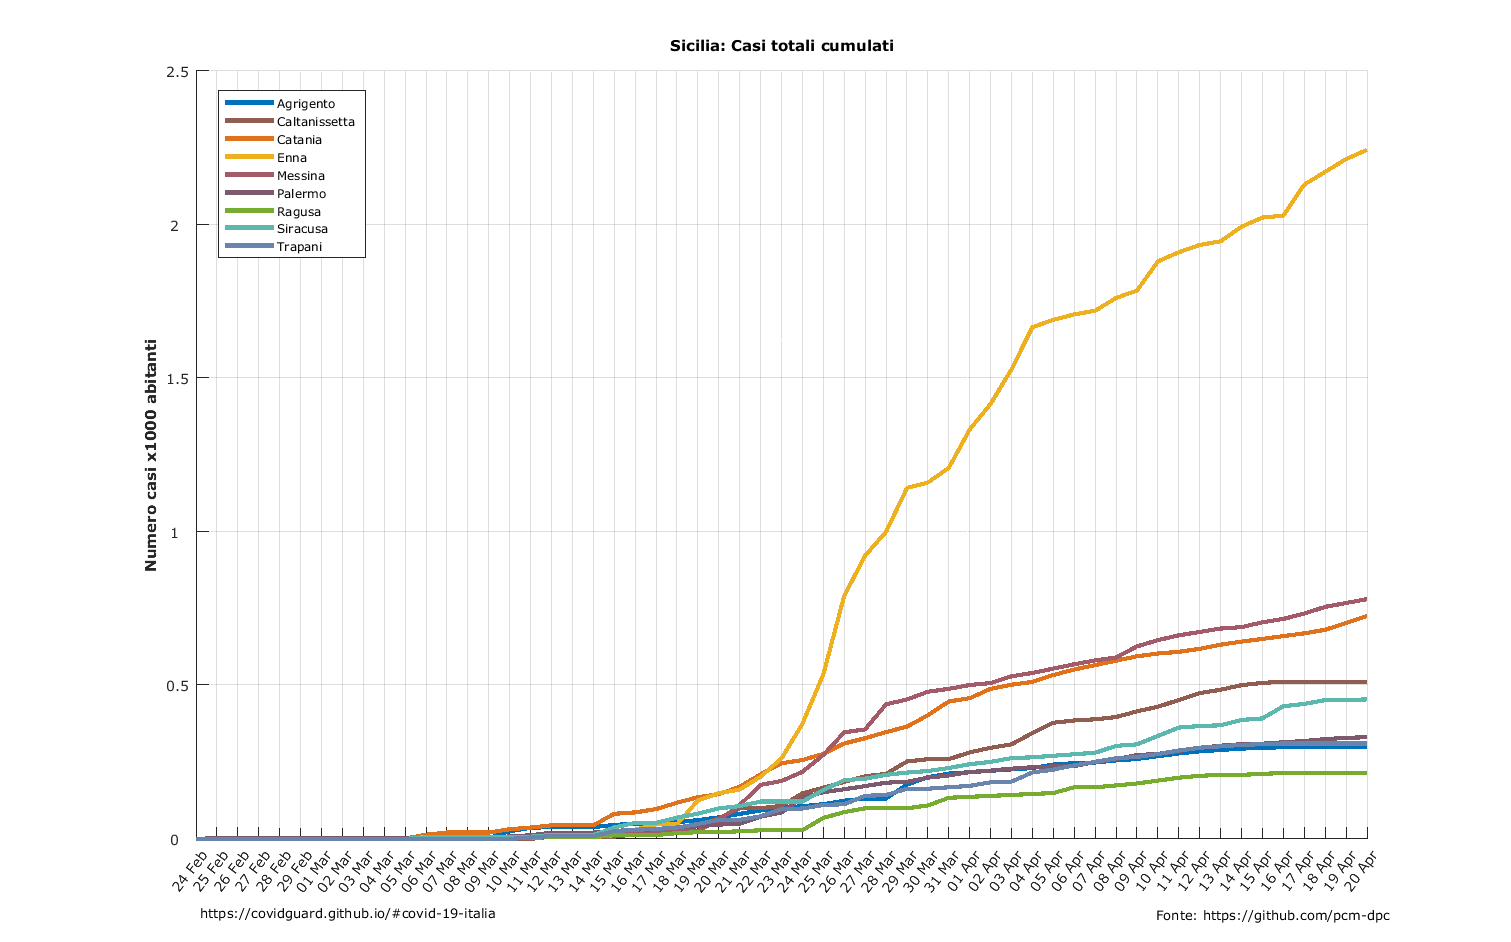 Sicilia: Casi totali cumulati
Numero casi x1000 abitanti
2.5
2
1.5
1
0.5
0
Agrigento
Caltanissetta
Catania
Enna
Messina
Palermo
Ragusa
Siracusa
Trapani
24 Feb
25 Feb
26 Feb
27 Feb
28 Feb
29 Feb
01 Mar
02 Mar
03 Mar
04 Mar
05 Mar
06 Mar
07 Mar
08 Mar
09 Mar
10 Mar
11 Mar
12 Mar
13 Mar
14 Mar
15 Mar
16 Mar
17 Mar
18 Mar
19 Mar
20 Mar
21 Mar
22 Mar
23 Mar
24 Mar
25 Mar
26 Mar
27 Mar
28 Mar
29 Mar
30 Mar
31 Mar
01 Apr
02 Apr
03 Apr
04 Apr
05 Apr
06 Apr
07 Apr
08 Apr
09 Apr
10 Apr
11 Apr
12 Apr
13 Apr
14 Apr
15 Apr
16 Apr
17 Apr
18 Apr
19 Apr
20 Apr
https://covidguard.github.io/#covid-19-italia
Fonte: https://github.com/pcm-dpc